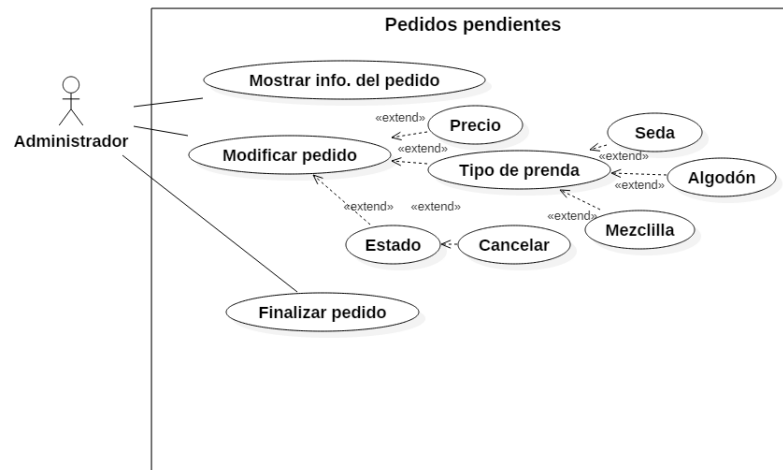 Pedidos pendientes
Mostrar info. del pedido
Administrador
«extend»
Precio
Seda
Modificar pedido
«extend»
Tipo de prenda
«extend»
Algodón
«extend»
«extend»
«extend»
«extend»
Mezclilla
Estado
Cancelar
Finalizar pedido